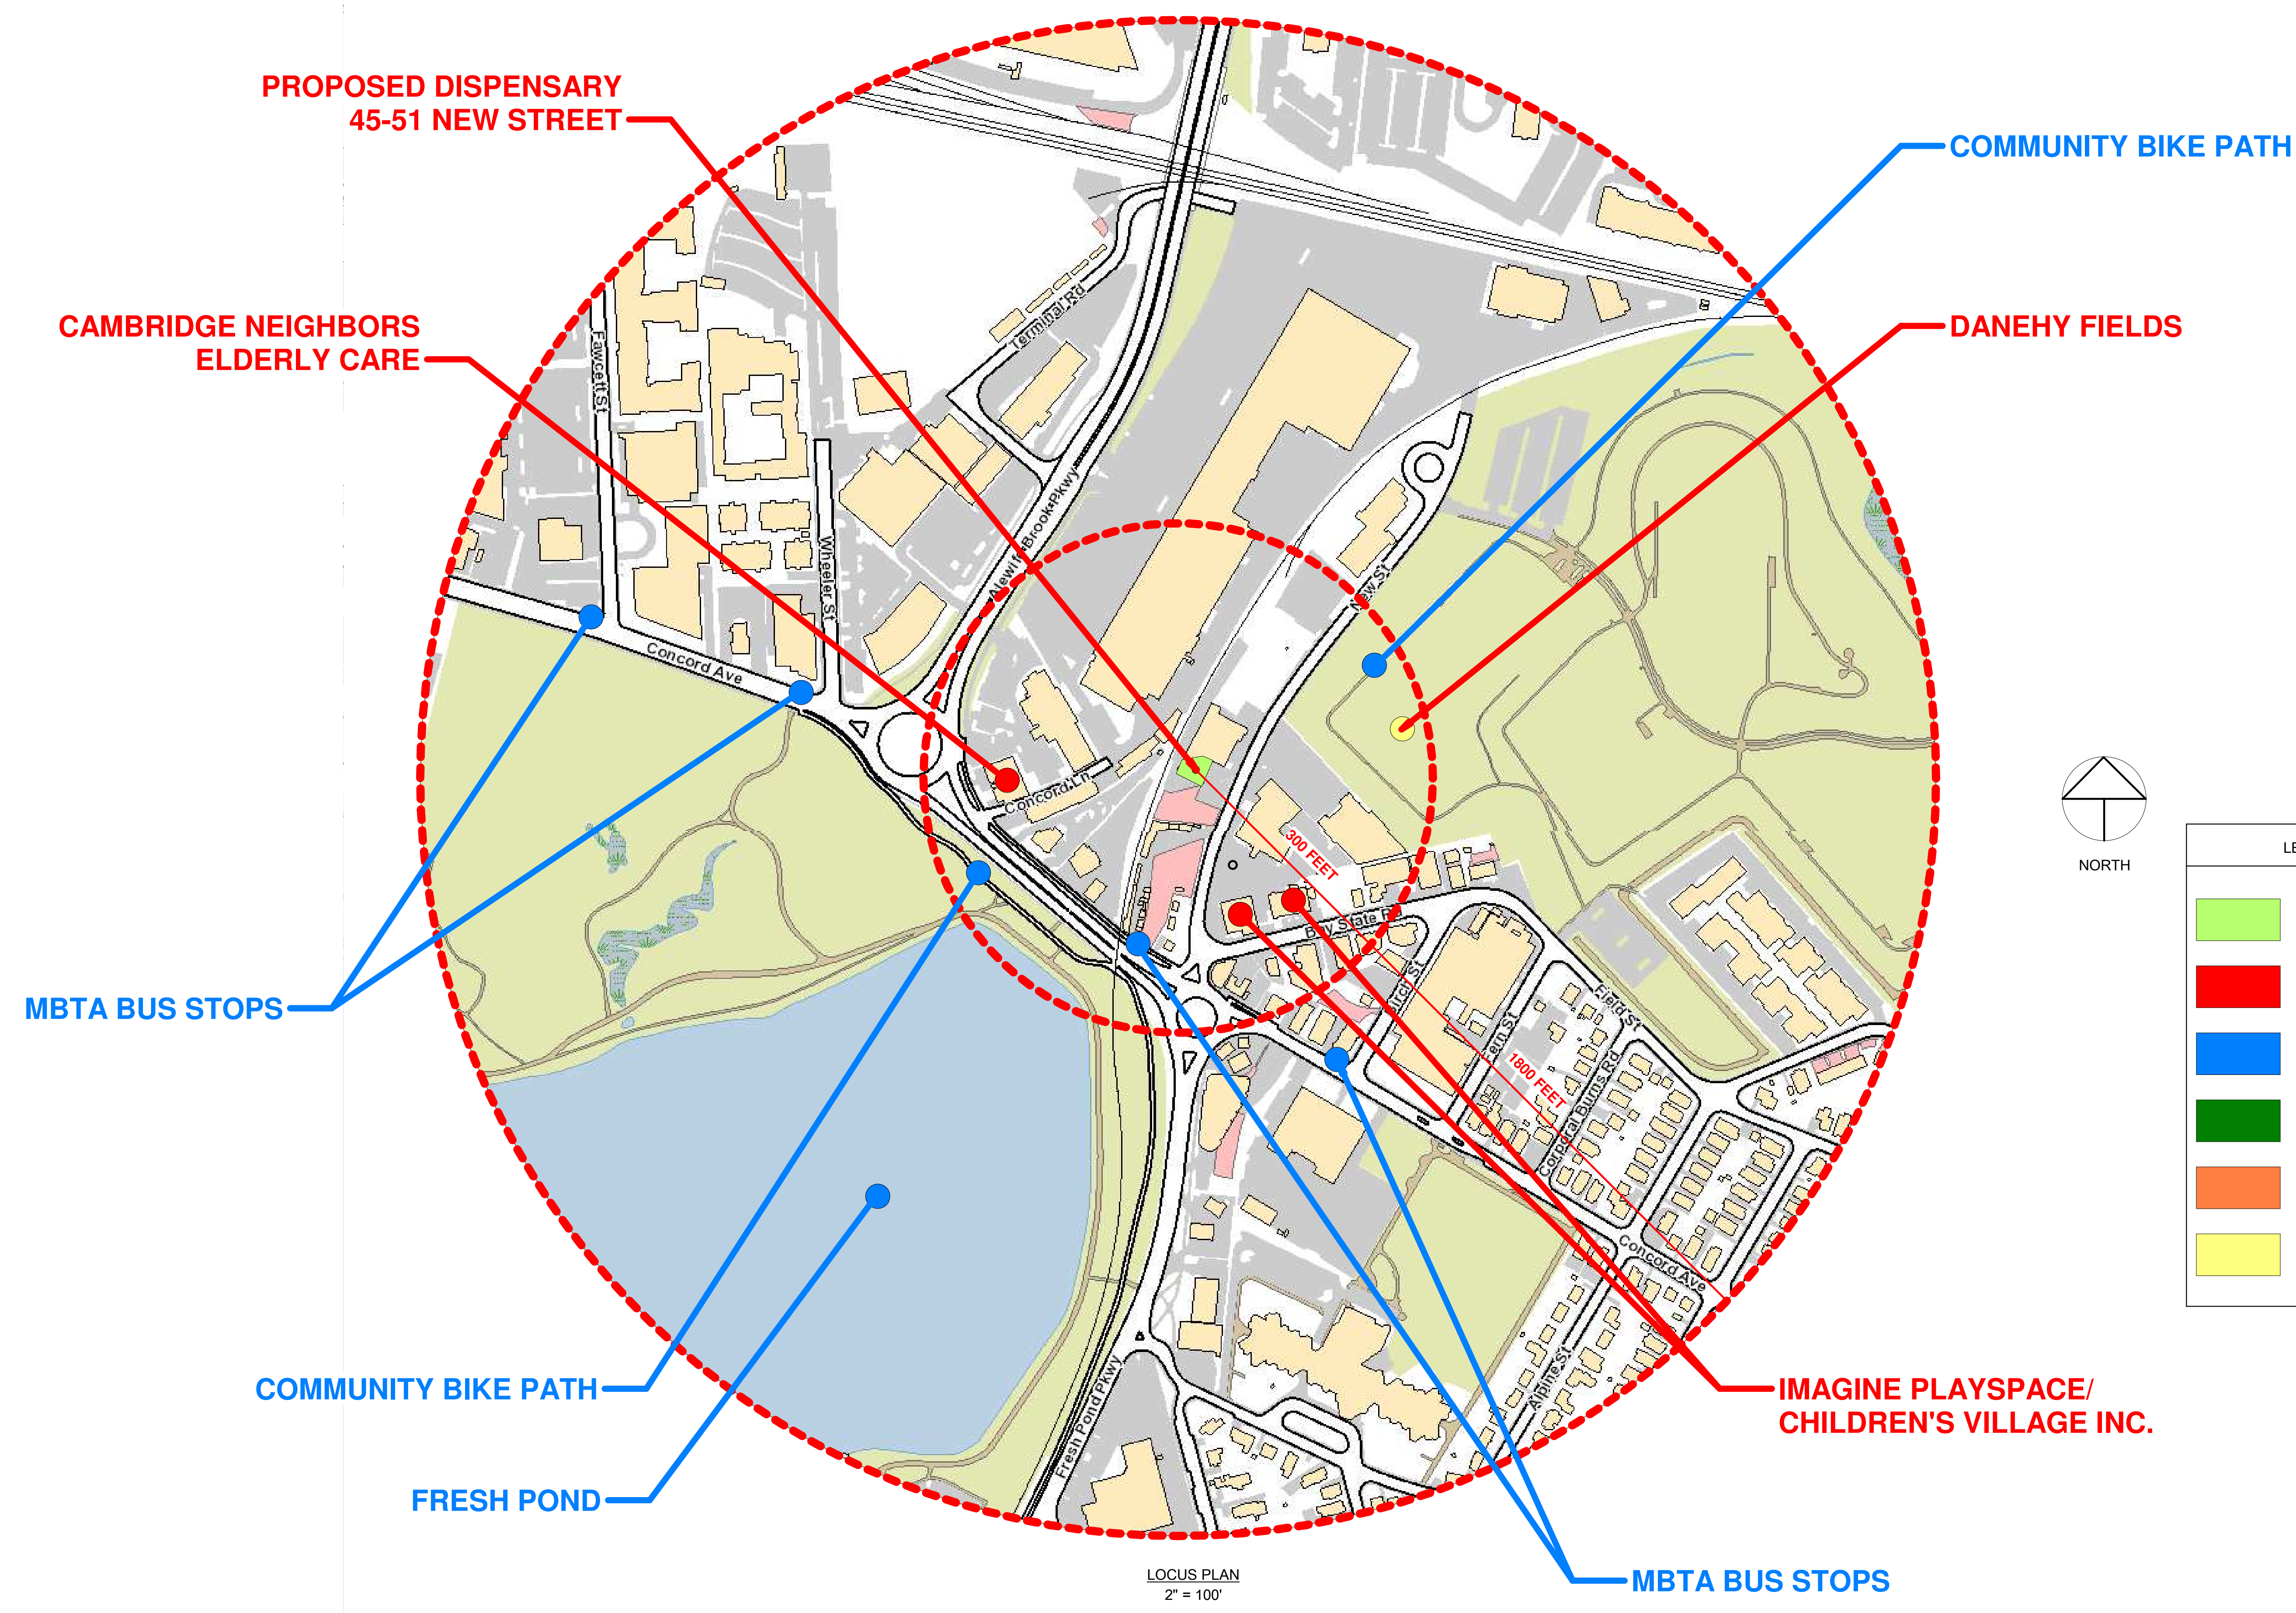 PROPOSED DISPENSARY
45-51 NEW STREET
COMMUNITY BIKE PATH
CAMBRIDGE NEIGHBORS
ELDERLY CARE
DANEHY FIELDS
Terminal Rd
Fawcett St
Alewife Brook Pkwy
Wheeler St
New St
Concord Ave
Concord Ln
300 FEET
Bay State Rd
NORTH
MBTA BUS STOPS
Birch St
Field St
Fern St
1800 FEET
Corporal Burns Rd
Concord Ave
Alpine St
Fresh Pond Pkwy
COMMUNITY BIKE PATH
IMAGINE PLAYSPACE/
CHILDREN'S VILLAGE INC.
FRESH POND
MBTA BUS STOPS
LOCUS PLAN
2" = 100'